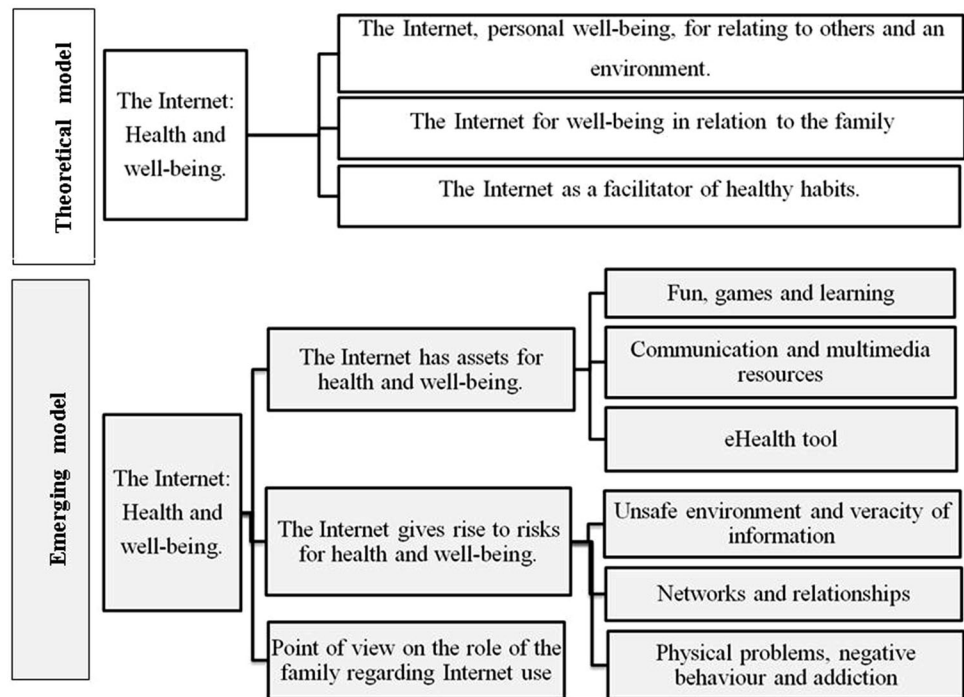 Theoretical model
The Internet:
Health and
well-being.
The Internet, personal well-being, for relating to others and an
environment.
The Internet for well-being in relation to the family
The Internet as a facilitator of healthy habits.
Emerging model
The Internet:
Health and
well-being.
The Internet has assets for
health and well-being.
Fun, games and learning
Communication and multimedia
resources
eHealth tool
The Internet gives rise to risks
for health and well-being.
Unsafe environment and veracity of
information
Networks and relationships
Physical problems, negative
behaviour and addiction
Point of view on the role of the
family regarding Internet use